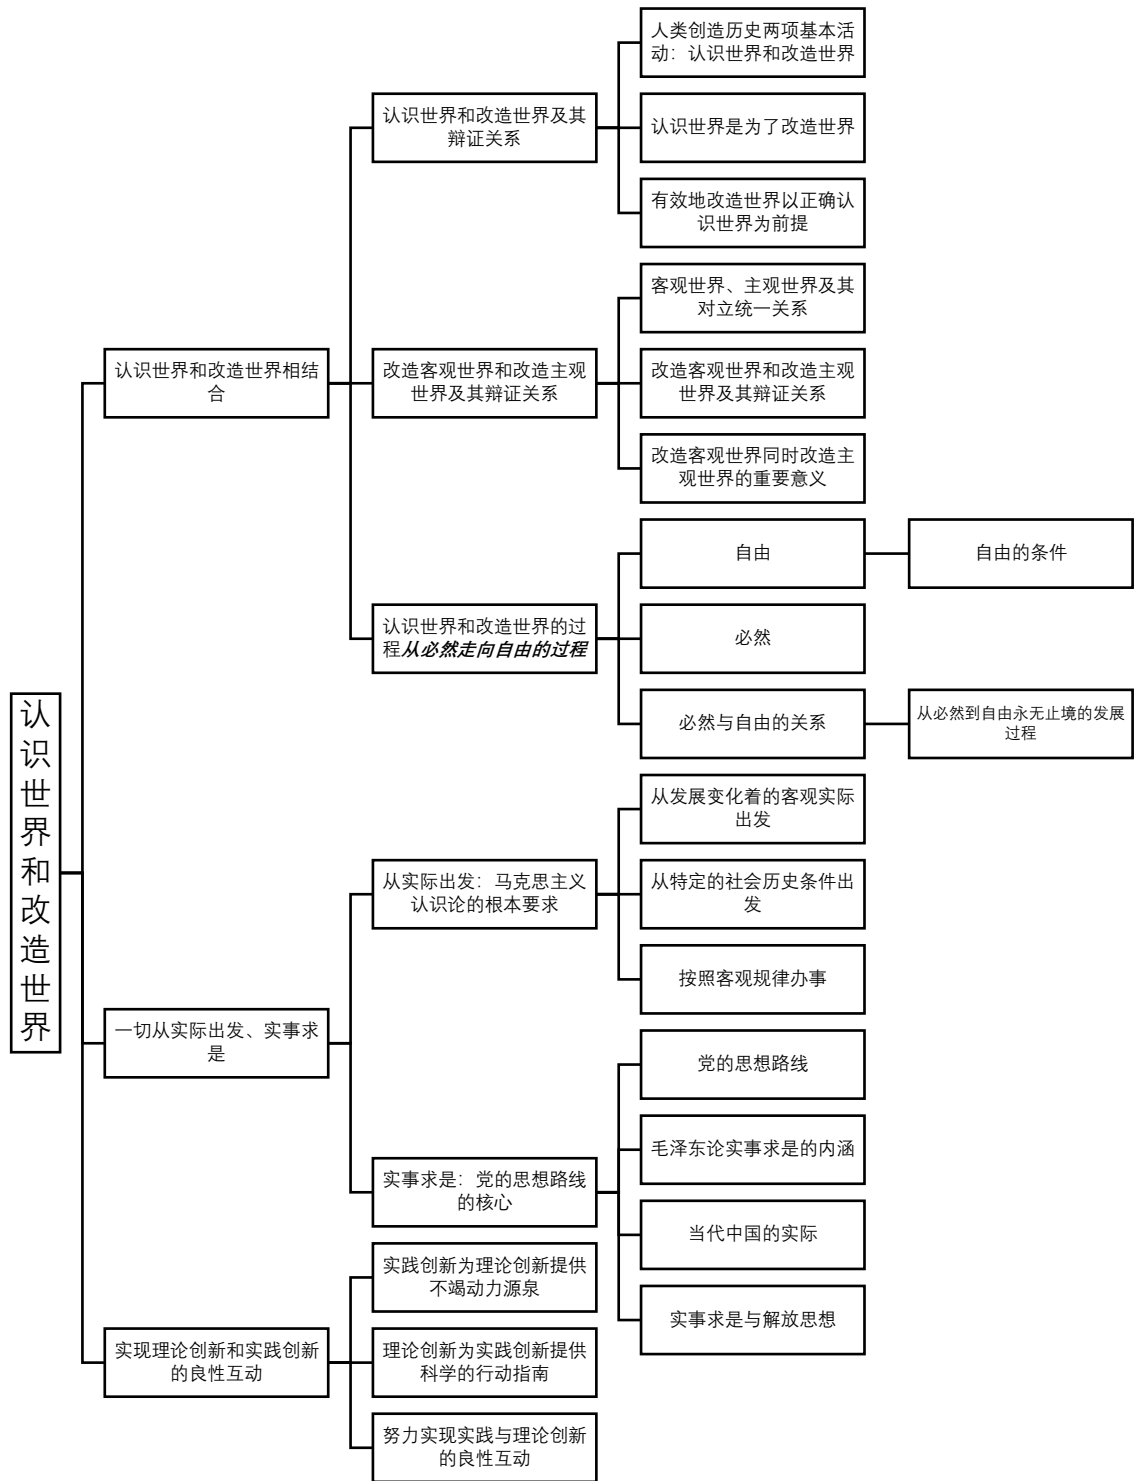 人类创造历史两项基本活
动：认识世界和改造世界
认识世界和改造世界及其
辩证关系
认识世界是为了改造世界
有效地改造世界以正确认
识世界为前提
客观世界、主观世界及其
对立统一关系
认识世界和改造世界相结
合
改造客观世界和改造主观
世界及其辩证关系
改造客观世界和改造主观
世界及其辩证关系
改造客观世界同时改造主
观世界的重要意义
自由
自由的条件
认识世界和改造世界的过
程从必然走向自由的过程
必然
必然与自由的关系
从必然到自由永无止境的发展
过程
认识世界和改造世界
从发展变化着的客观实际
出发
从实际出发：马克思主义
认识论的根本要求
从特定的社会历史条件出
发
按照客观规律办事
一切从实际出发、实事求
是
党的思想路线
毛泽东论实事求是的内涵
实事求是：党的思想路线
的核心
当代中国的实际
实事求是与解放思想
实践创新为理论创新提供
不竭动力源泉
实现理论创新和实践创新
的良性互动
理论创新为实践创新提供
科学的行动指南
努力实现实践与理论创新
的良性互动